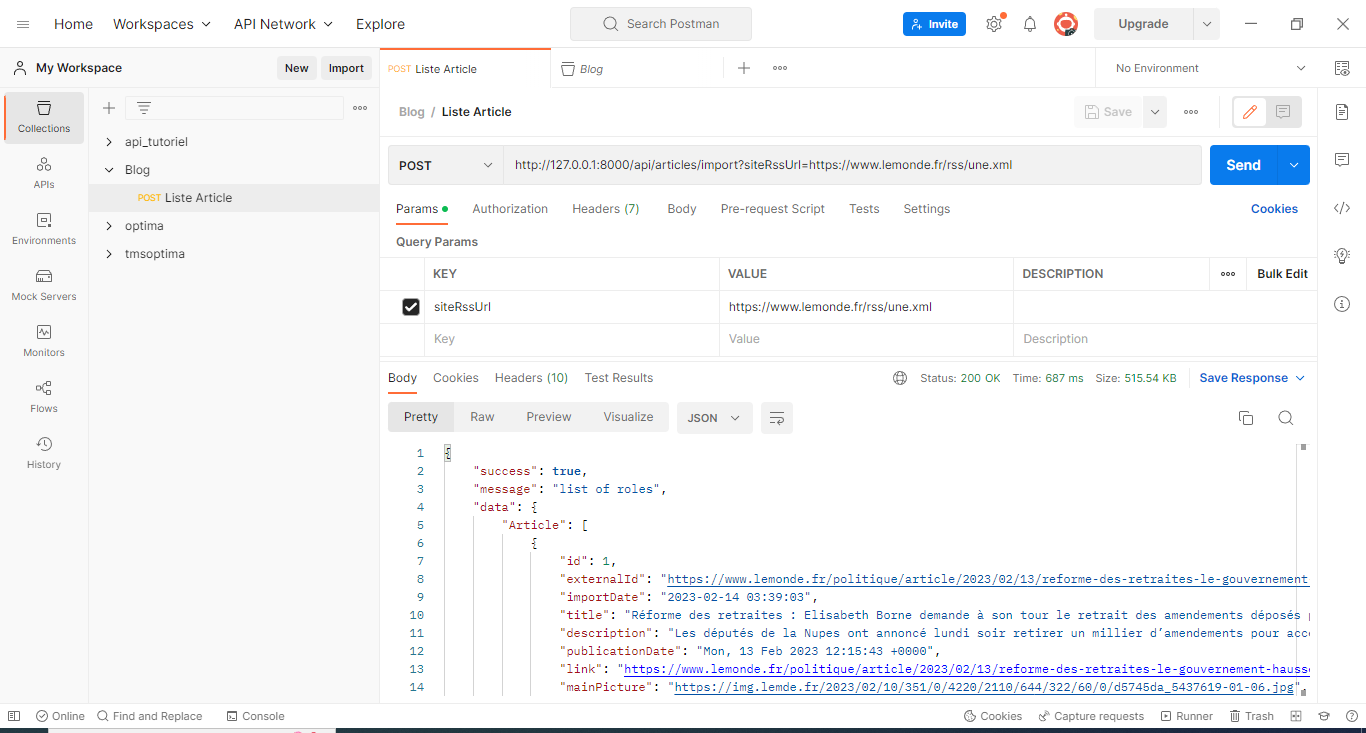 Home Workspaces API Network Explore Search Postman Invite Upgrade
My Workspace New Import POST Liste Article Blog No Environment
Collections
APIs
Environments
Mock Servers
Monitors
Flows
History
api_tutoriel
Blog
POST Liste Article
optima
tmsoptima
Blog / Liste Article Save
POST http://127.0.0.1:8000/api/articles/import?siteRssUrl=https://www.lemonde.fr/rss/une.xml Send
Params Authorization Headers (7) Body Pre-request Script Tests Settings Cookies
Query Params
KEY VALUE DESCRIPTION Bulk Edit
siteRssUrl https://www.lemonde.fr/rss/une.xml
Key Value Description
Body Cookies Headers (10) Test Results Status: 200 OK Time: 687 ms Size: 515.54 KB Save Response
Pretty Raw Preview Visualize JSON
1 {
2 "success": true,
3 "message": "list of roles",
4 "data": {
5 "Article": [
6 {
7 "id": 1,
8 "externalId": "https://www.lemonde.fr/politique/article/2023/02/13/reforme-des-retraites-le-gouvernement-
9 "importDate": "2023-02-14 03:39:03",
10 "title": "Réforme des retraites : Elisabeth Borne demande à son tour le retrait des amendements déposés
11 "description": "Les députés de la Nupes ont annoncé lundi soir retirer un millier d’amendements pour acc
12 "publicationDate": "Mon, 13 Feb 2023 12:15:43 +0000",
13 "link": "https://www.lemonde.fr/politique/article/2023/02/13/reforme-des-retraites-le-gouvernement-hauss
14 "mainPicture": "https://img.lemde.fr/2023/02/10/351/0/4220/2110/644/322/60/0/d5745da_5437619-01-06.jpg",
Online Find and Replace Console Cookies Capture requests Runner Trash